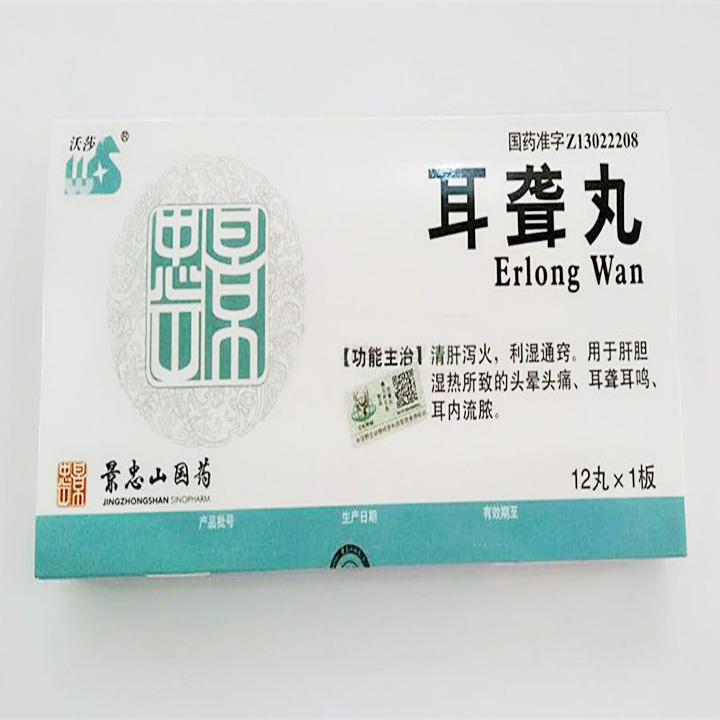 沃莎
®
国药准字Z13022208
耳聋丸
Erlong Wan
【功能主治】清肝泻火，利湿通窍。用于肝胆
湿热所致的头晕头痛、耳聋耳鸣、
耳内流脓。
景忠山
景忠山国药
JINGZHONGSHAN SINOPHARM
12丸×1板
产品批号
生产日期
有效期至